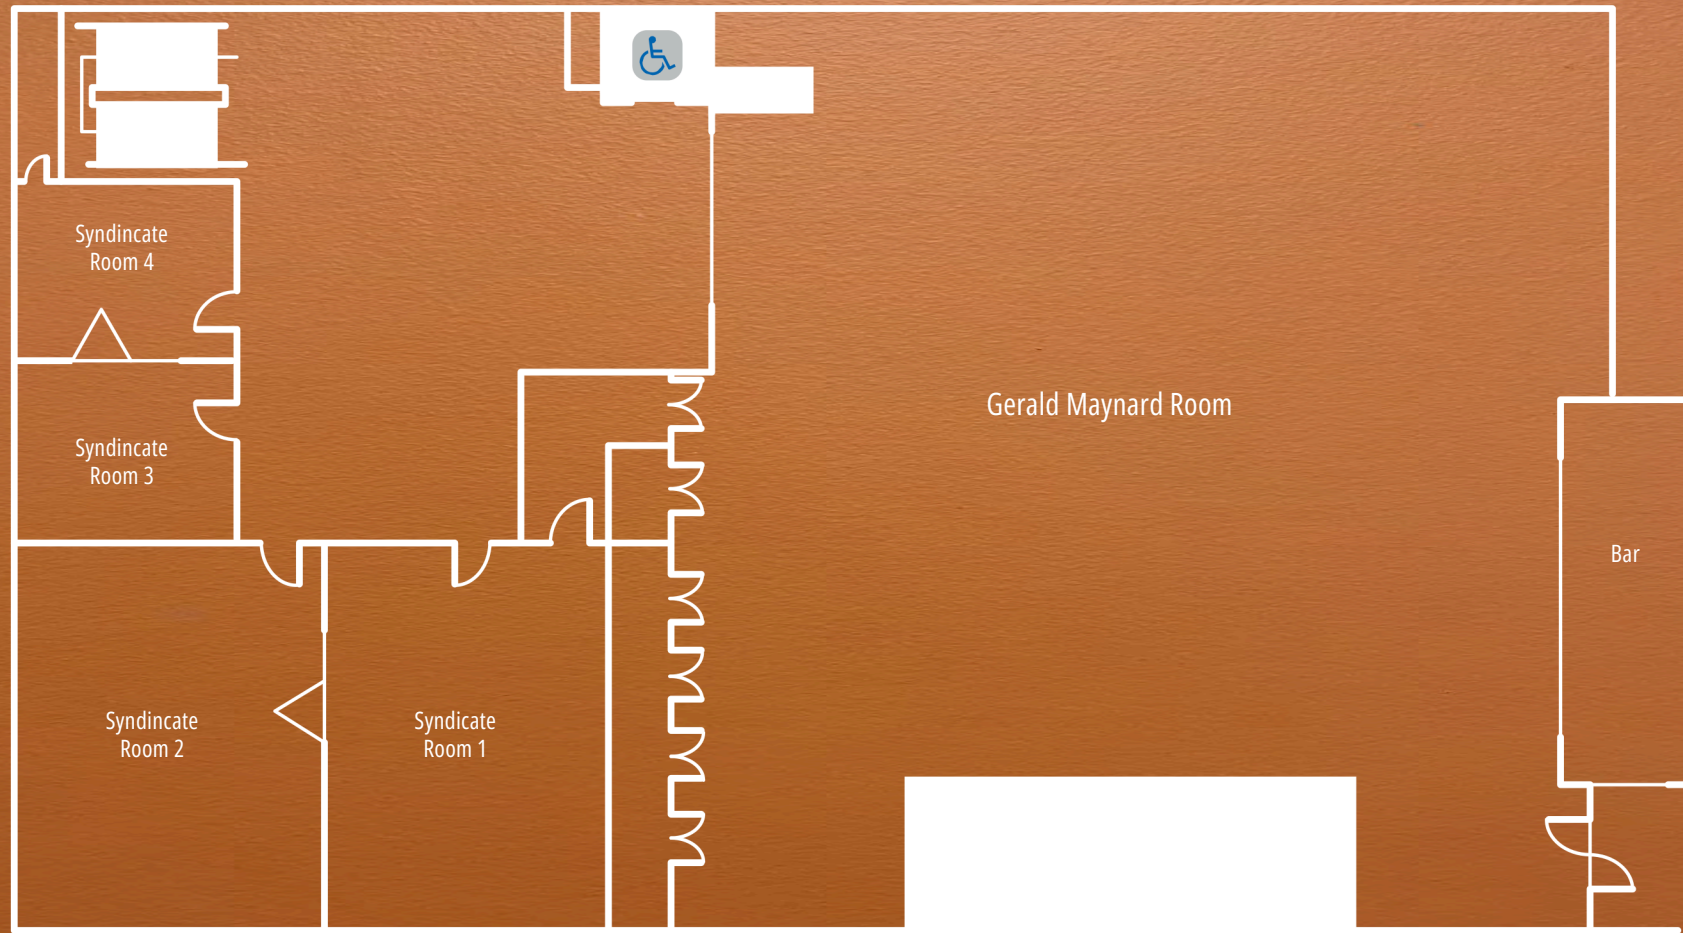 Syndincate
Room 4
Gerald Maynard Room
Syndincate
Room 3
Bar
Syndincate
Room 2
Syndicate
Room 1